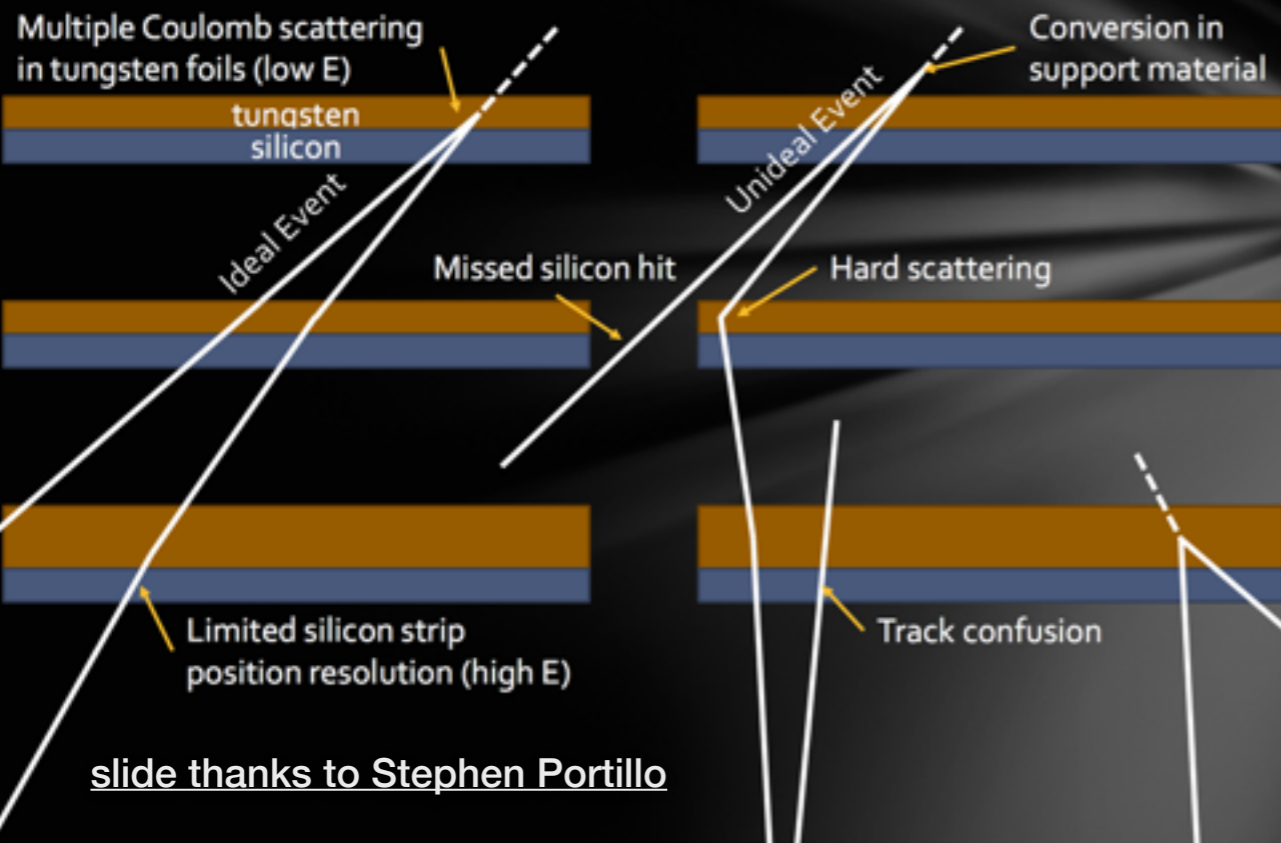 Multiple Coulomb scattering
in tungsten foils (low E)
Conversion in
support material
tungsten
silicon
Ideal Event
Unideal Event
Missed silicon hit
Hard scattering
Limited silicon strip
position resolution (high E)
Track confusion
slide thanks to Stephen Portillo